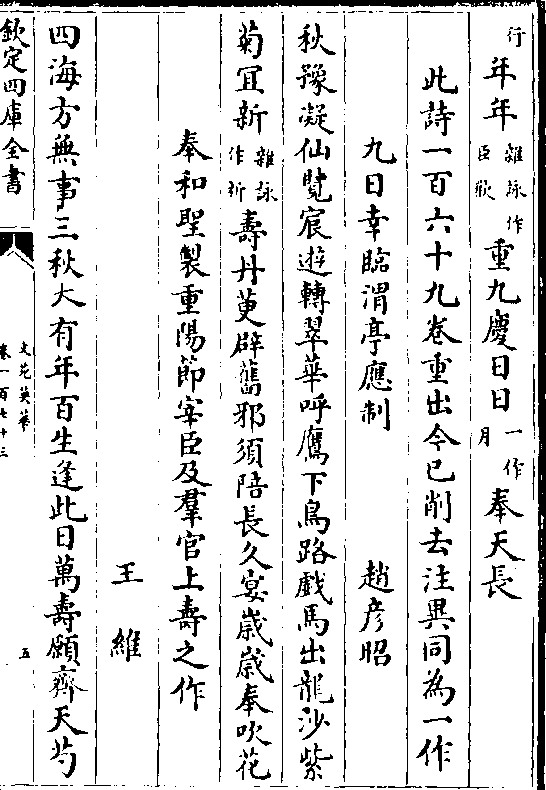 行年年雜詠作臣歡重九慶日日一作月奉天長
此詩一百六十九卷重出今已削去注異同為一作
九日幸臨渭亭應制 趙彦昭
秋豫凝仙覽宸遊轉翠華呼鷹下鳥路戲馬出龍沙紫
菊宜新雜詠作祈壽丹萸辟舊邪須陪長久宴歲歲奉吹花
奉和聖製重陽節宰臣及羣官上壽之作
王維
四海方無事三秋大有年百生逢此日萬壽願齊天芍
欽定四庫全書
文苑英華
卷一百七十三
五